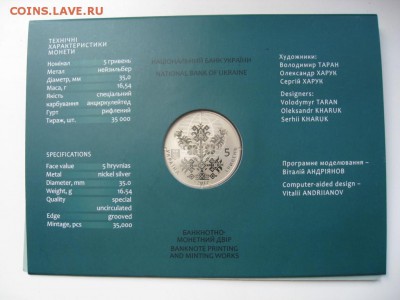 COINS.LAVE.RU
ТЕХНІЧНІ
ХАРАКТЕРИСТИКИ
МОНЕТИ
Номінал 5 гривень
Метал нейзильбер
Діаметр, мм 35,0
Маса, г 16,54
Якість спеціальний
карбування анциркулейтед
Гурт рифлений
Тираж, шт. 35 000
SPECIFICATIONS
Face value 5 hryvnias
Metal nickel silver
Diameter, mm 35.0
Weight, g 16.54
Quality special
uncirculated
Edge grooved
Mintage, pcs 35,000
НАЦІОНАЛЬНИЙ БАНК УКРАЇНИ
NATIONAL BANK OF UKRAINE
5
БАНКНОТНО-
МОНЕТНИЙ ДВІР
BANKNOTE PRINTING
AND MINTING WORKS
Художники:
Володимир ТАРАН
Олександр ХАРУК
Сергій ХАРУК
Designers:
Volodymyr TARAN
Oleksandr KHARUK
Serhii KHARUK
Програмне моделювання –
Віталій АНДРІЯНОВ
Computer-aided design –
Vitalii ANDRIIANOV